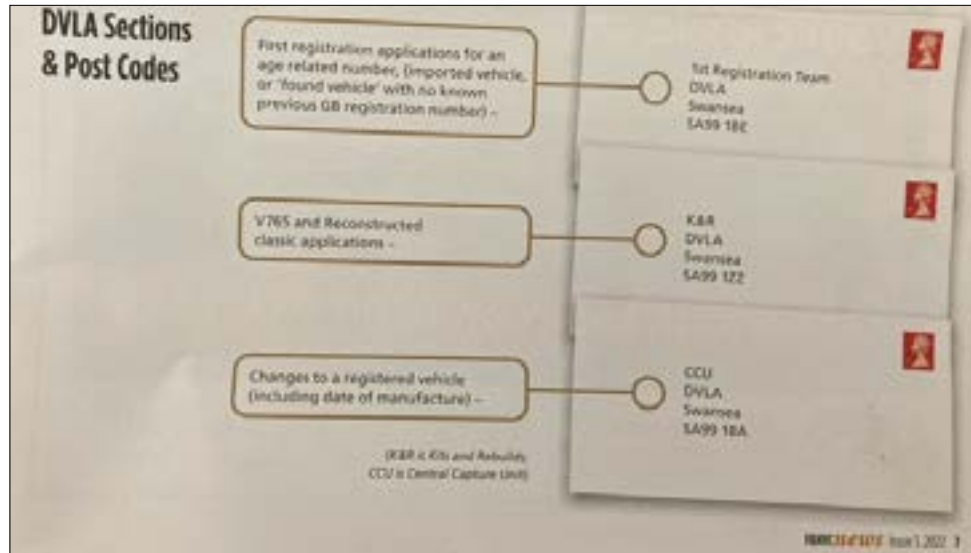 DVLA Sections
& Post Codes
First registration applications for an
age related number, (imported vehicle,
or 'found vehicle' with no known
previous GB registration number) –
1st Registration Team
DVLA
Swansea
SA99 1BE
V765 and Reconstructed
classic applications –
K&R
DVLA
Swansea
SA99 1ZZ
Changes to a registered vehicle
(including date of manufacture) –
CCU
DVLA
Swansea
SA99 1BA
(K&R is Kits and Rebuilds
CCU is Central Capture Unit)
news Issue 1, 2022